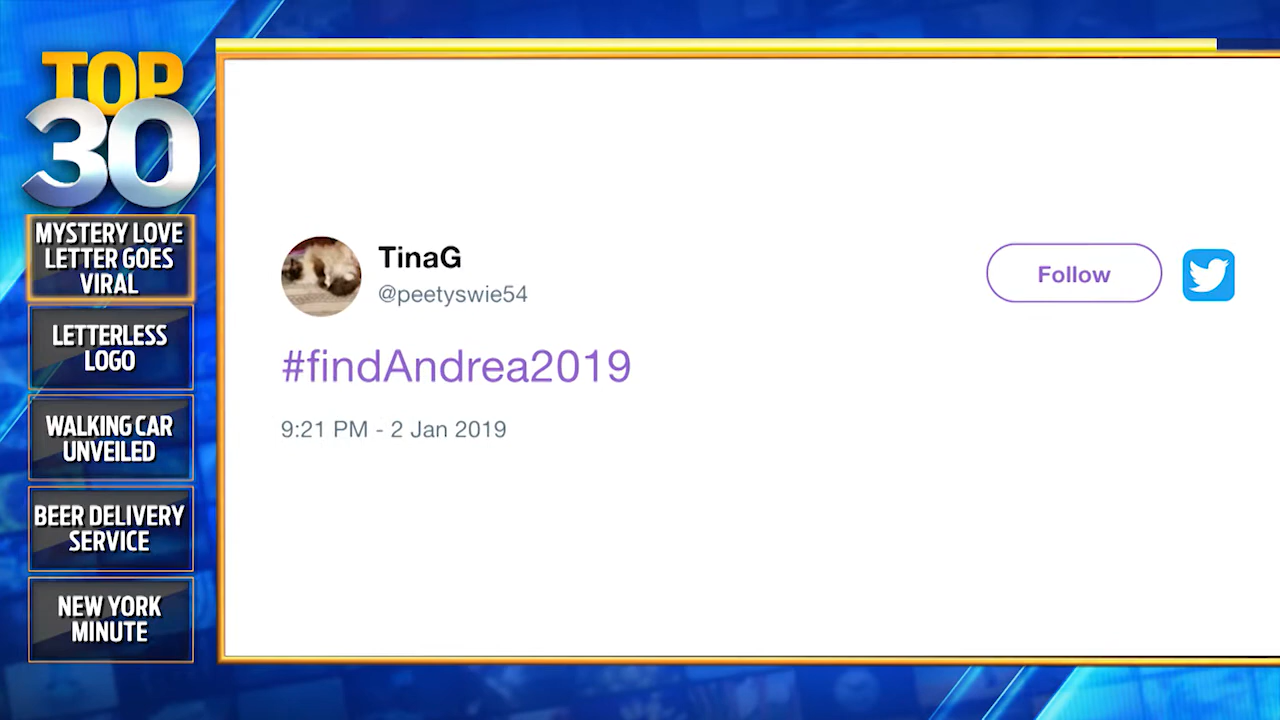 TOP
30
MYSTERY LOVE
LETTER GOES
VIRAL
LETTERLESS
LOGO
WALKING CAR
UNVEILED
BEER DELIVERY
SERVICE
NEW YORK
MINUTE
TinaG
@peetyswie54
Follow
#findAndrea2019
9:21 PM - 2 Jan 2019